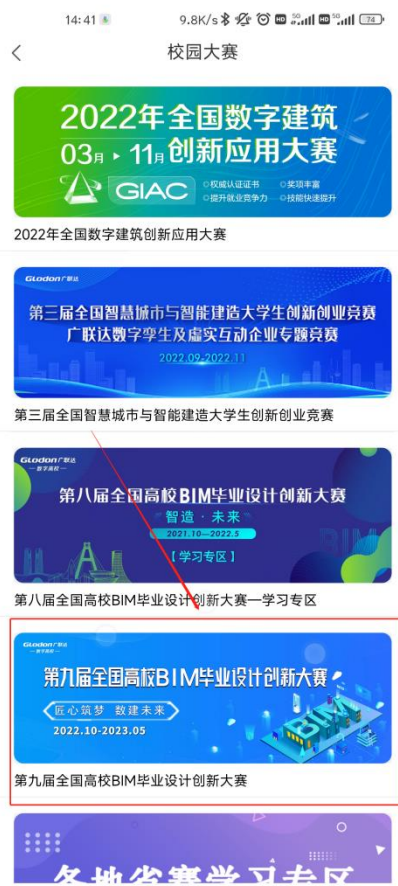 14:41
9.8K/s
HD
5G
HD
5G
74
校园大赛
2022年全国数字建筑
03月 ▸ 11月 创新应用大赛
GIAC
○权威认证证书 ○奖项丰富
○提升就业竞争力 ○技能快速提升
2022年全国数字建筑创新应用大赛
GLodon广联达
第三届全国智慧城市与智能建造大学生创新创业竞赛
广联达数字孪生及虚实互动企业专题竞赛
2022.09-2022.11
第三届全国智慧城市与智能建造大学生创新创业竞赛
GLodon广联达
—数字高校—
第八届全国高校BIM毕业设计创新大赛
智造·未来
2021.10—2022.5
【学习专区】
BIM
第八届全国高校BIM毕业设计创新大赛—学习专区
GLodon广联达
—数字高校—
第九届全国高校BIM毕业设计创新大赛
匠心筑梦 数建未来
2022.10-2023.05
BIM
第九届全国高校BIM毕业设计创新大赛
各地省赛学习专区